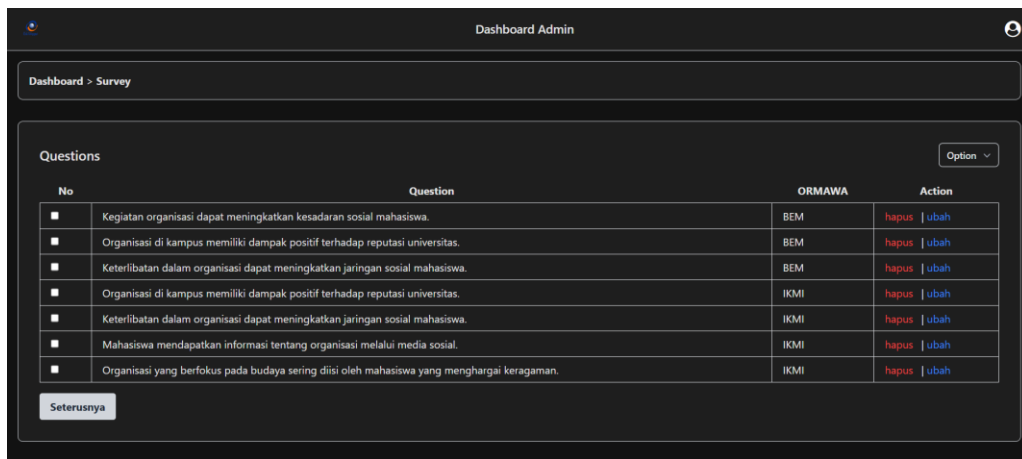 Dashboard Admin
Dashboard > Survey
Questions
Option
No Question ORMAWA Action
Kegiatan organisasi dapat meningkatkan kesadaran sosial mahasiswa. BEM hapus | ubah
Organisasi di kampus memiliki dampak positif terhadap reputasi universitas. BEM hapus | ubah
Keterlibatan dalam organisasi dapat meningkatkan jaringan sosial mahasiswa. BEM hapus | ubah
Organisasi di kampus memiliki dampak positif terhadap reputasi universitas. IKMI hapus | ubah
Keterlibatan dalam organisasi dapat meningkatkan jaringan sosial mahasiswa. IKMI hapus | ubah
Mahasiswa mendapatkan informasi tentang organisasi melalui media sosial. IKMI hapus | ubah
Organisasi yang berfokus pada budaya sering diisi oleh mahasiswa yang menghargai keragaman. IKMI hapus | ubah
Seterusnya